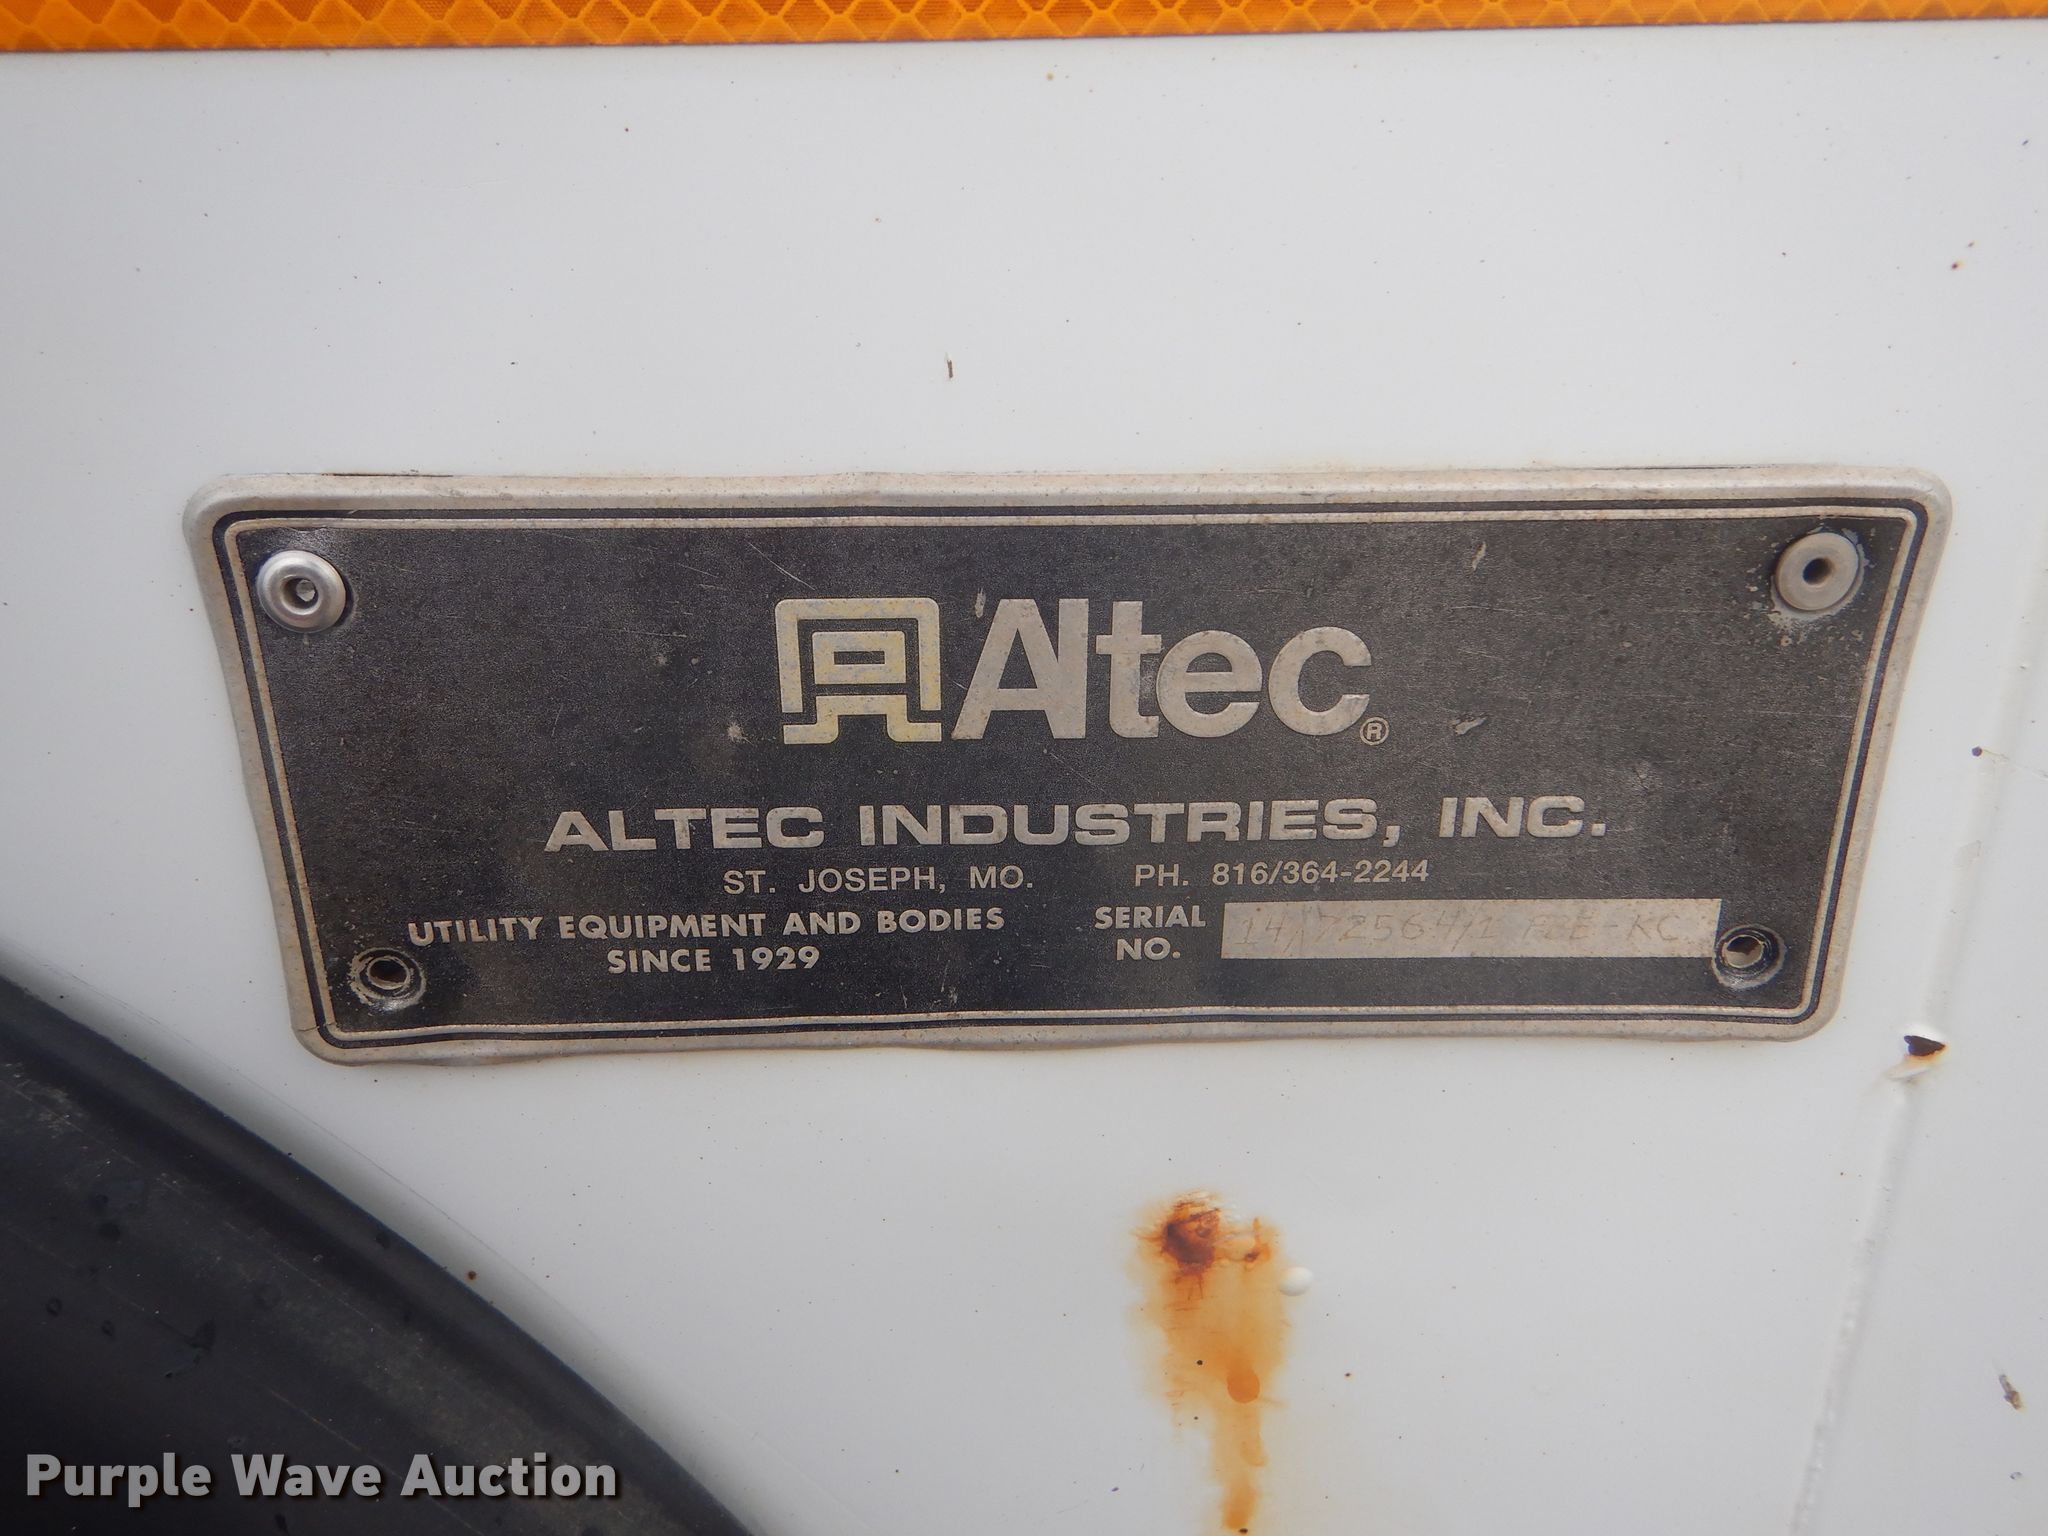 Altec®
ALTEC INDUSTRIES, INC.
ST. JOSEPH, MO. PH. 816/364-2244
UTILITY EQUIPMENT AND BODIES
SINCE 1929
SERIAL
NO.
Purple Wave Auction